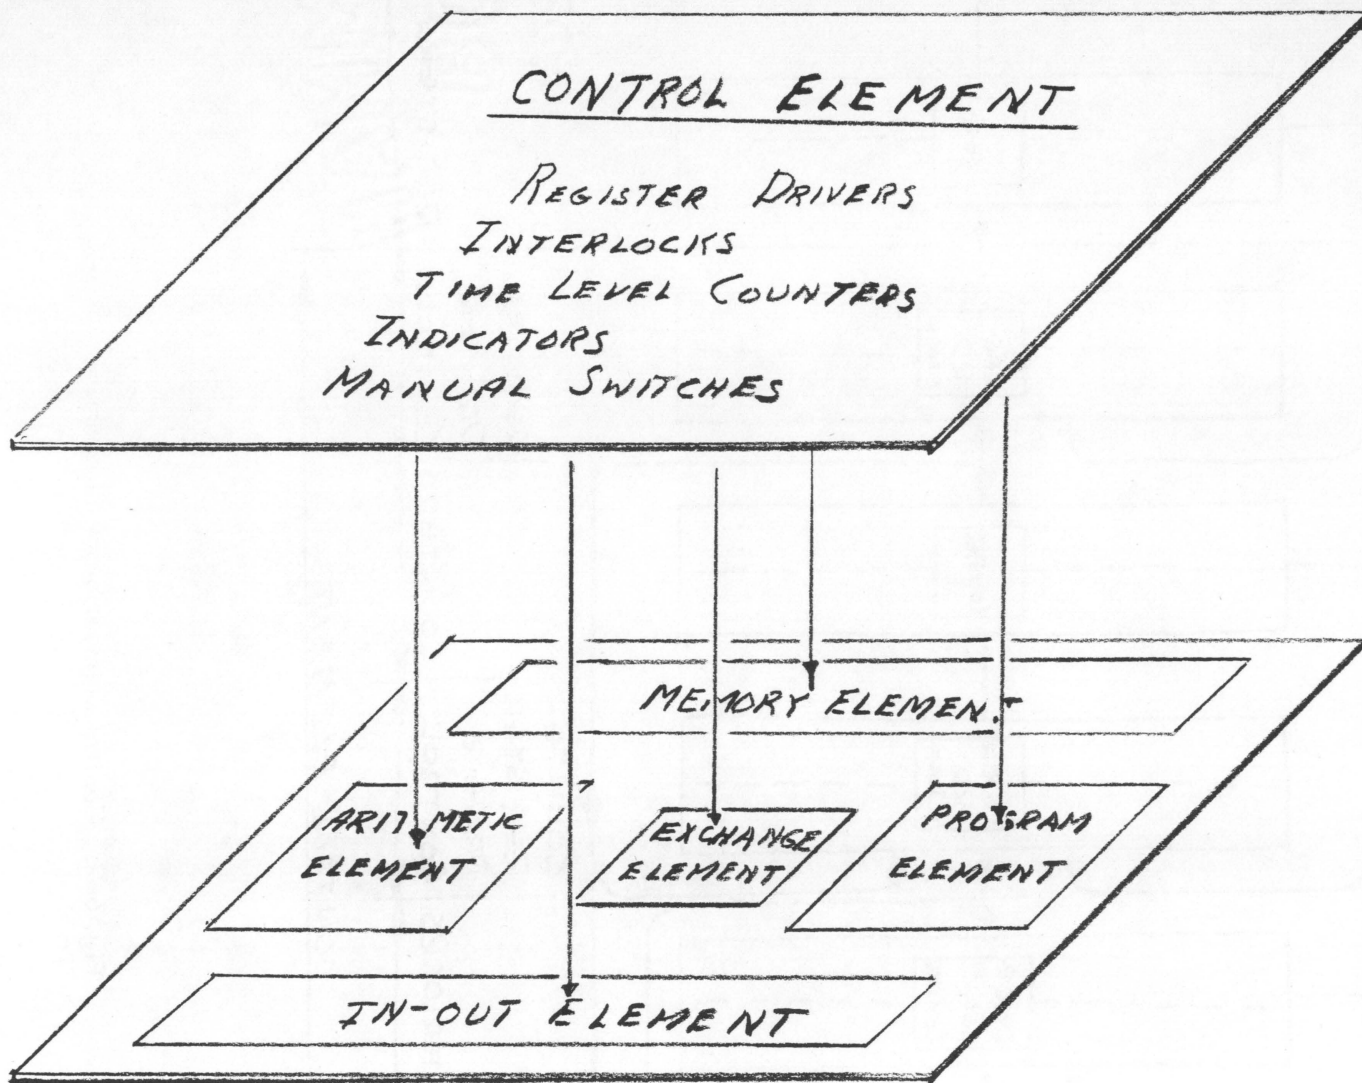 CONTROL ELEMENT
REGISTER DRIVERS
INTERLOCKS
TIME LEVEL COUNTERS
INDICATORS
MANUAL SWITCHES
MEMORY ELEMENT
ARITHMETIC
ELEMENT
EXCHANGE
ELEMENT
PROGRAM
ELEMENT
IN-OUT ELEMENT